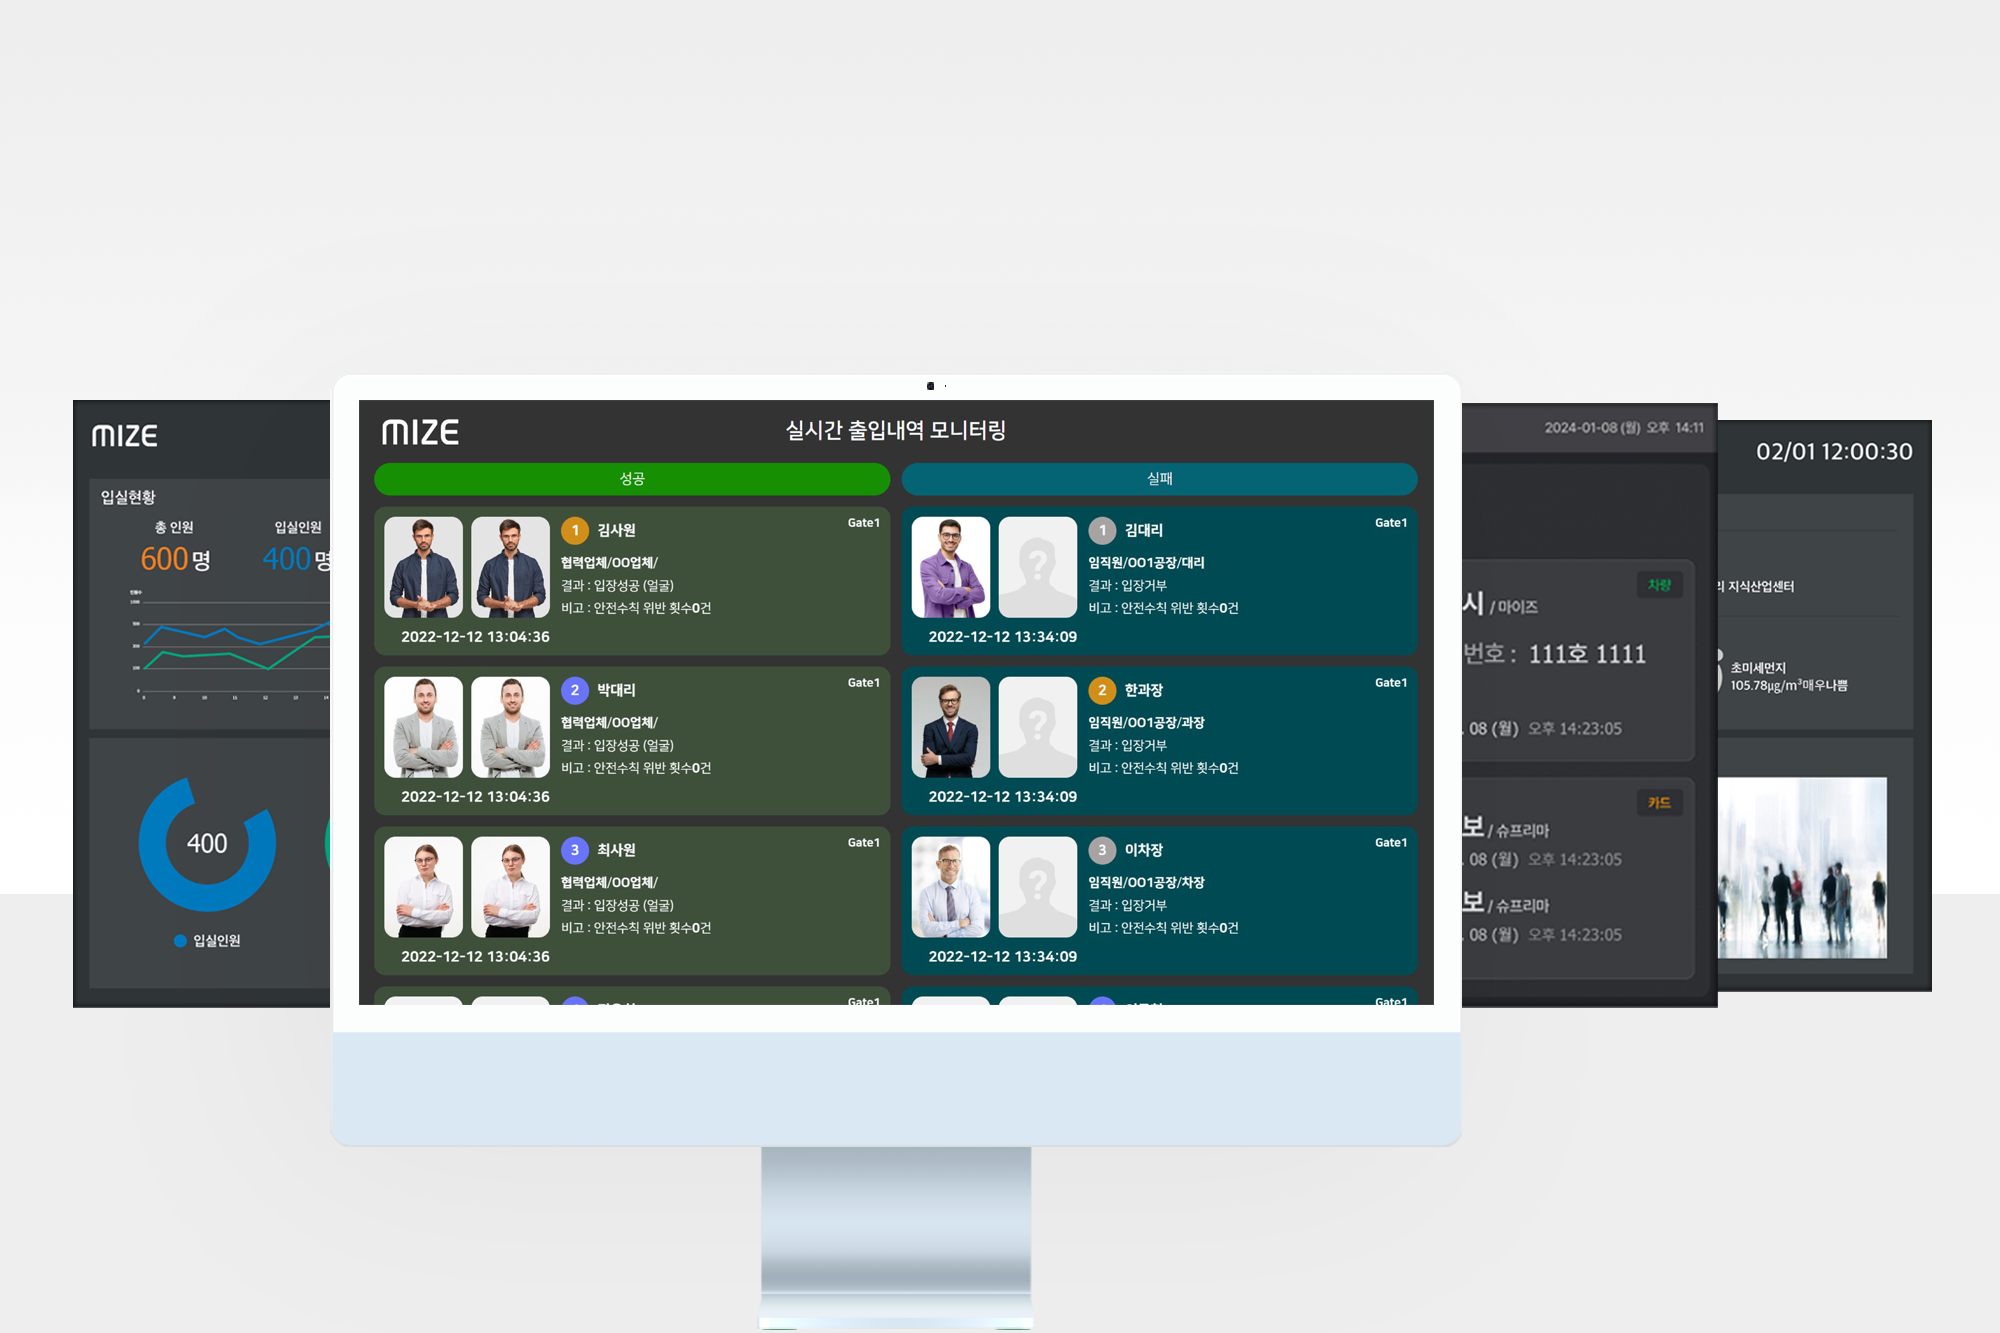 MIZE
입실현황
총 인원
입실인원
600명
400명
400
입실인원
MIZE
실시간 출입내역 모니터링
성공
1 김사원
Gate1
협력업체/OO업체/
결과 : 입장성공 (얼굴)
비고 : 안전수칙 위반 횟수0건
2022-12-12 13:04:36
2 박대리
Gate1
협력업체/OO업체/
결과 : 입장성공 (얼굴)
비고 : 안전수칙 위반 횟수0건
2022-12-12 13:04:36
3 최사원
Gate1
협력업체/OO업체/
결과 : 입장성공 (얼굴)
비고 : 안전수칙 위반 횟수0건
2022-12-12 13:04:36
Gate1
실패
1 김대리
Gate1
임직원/OO1공장/대리
결과 : 입장거부
비고 : 안전수칙 위반 횟수0건
2022-12-12 13:34:09
2 한과장
Gate1
임직원/OO1공장/과장
결과 : 입장거부
비고 : 안전수칙 위반 횟수0건
2022-12-12 13:34:09
3 이차장
Gate1
임직원/OO1공장/차장
결과 : 입장거부
비고 : 안전수칙 위반 횟수0건
2022-12-12 13:34:09
Gate1
2024-01-08 (월) 오후 14:11
차량
시 / 마이즈
번호 : 111호 1111
08 (월) 오후 14:23:05
카드
보 / 슈프리마
08 (월) 오후 14:23:05
보 / 슈프리마
08 (월) 오후 14:23:05
02/01 12:00:30
지식산업센터
초미세먼지
105.78μg/m³매우나쁨